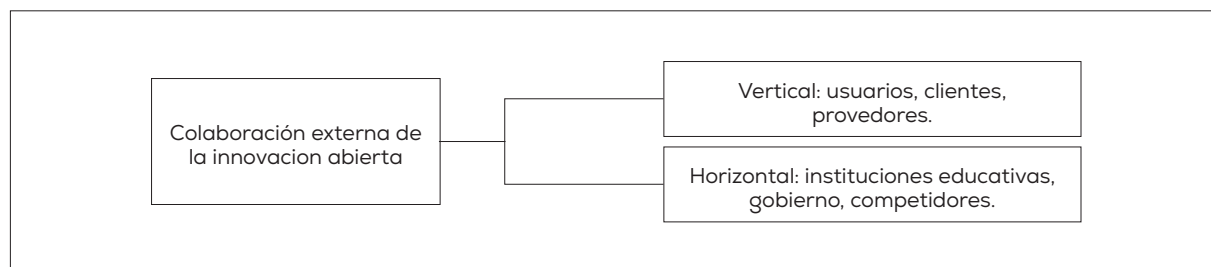 Colaboración externa de
la innovacion abierta
Vertical: usuarios, clientes,
provedores.
Horizontal: instituciones educativas,
gobierno, competidores.